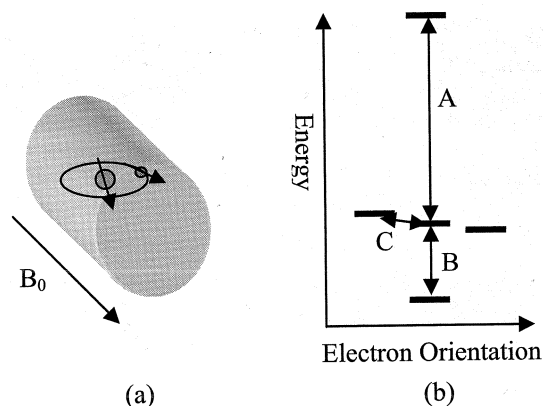 B₀
(a)
Energy
A
C
B
Electron Orientation
(b)